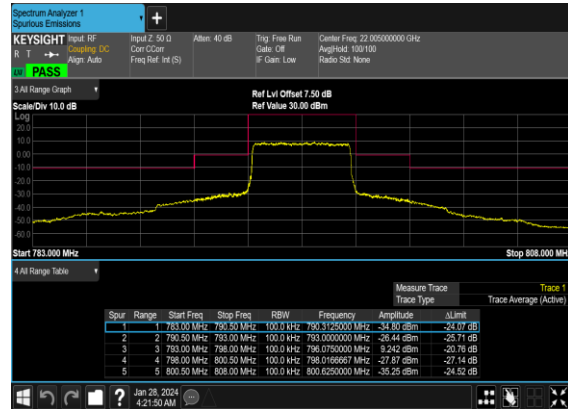 Spectrum Analyzer 1
Spurious Emissions
+
KEYSIGHT Input: RF Input Z: 50 Ω Atten: 40 dB Trig: Free Run Center Freq: 22.005000000 GHz
R T Coupling: DC Corr CCorr Gate: Off Avg|Hold: 100/100
Align: Auto Freq Ref: Int (S) IF Gain: Low Radio Std: None
LW PASS
3 All Range Graph
Ref Lvl Offset 7.50 dB
Scale/Div 10.0 dB Ref Value 30.00 dBm
Log
20.0
10.0
0.00
-10.0
-20.0
-30.0
-40.0
-50.0
-60.0
Start 783.000 MHz Stop 808.000 MH
4 All Range Table
Measure Trace Trace 1
Trace Type Trace Average (Active)
Spur Range Start Freq Stop Freq RBW Frequency Amplitude ΔLimit
1 1 783.00 MHz 790.50 MHz 100.0 kHz 790.3125000 MHz -34.80 dBm -24.07 dB
2 2 790.50 MHz 793.00 MHz 100.0 kHz 793.0000000 MHz -26.44 dBm -25.71 dB
3 3 793.00 MHz 798.00 MHz 100.0 kHz 796.0750000 MHz 9.242 dBm -20.76 dB
4 4 798.00 MHz 800.50 MHz 100.0 kHz 798.0166667 MHz -27.87 dBm -27.14 dB
5 5 800.50 MHz 808.00 MHz 100.0 kHz 800.6250000 MHz -35.25 dBm -24.52 dB
? Jan 28, 2024
4:21:50 AM